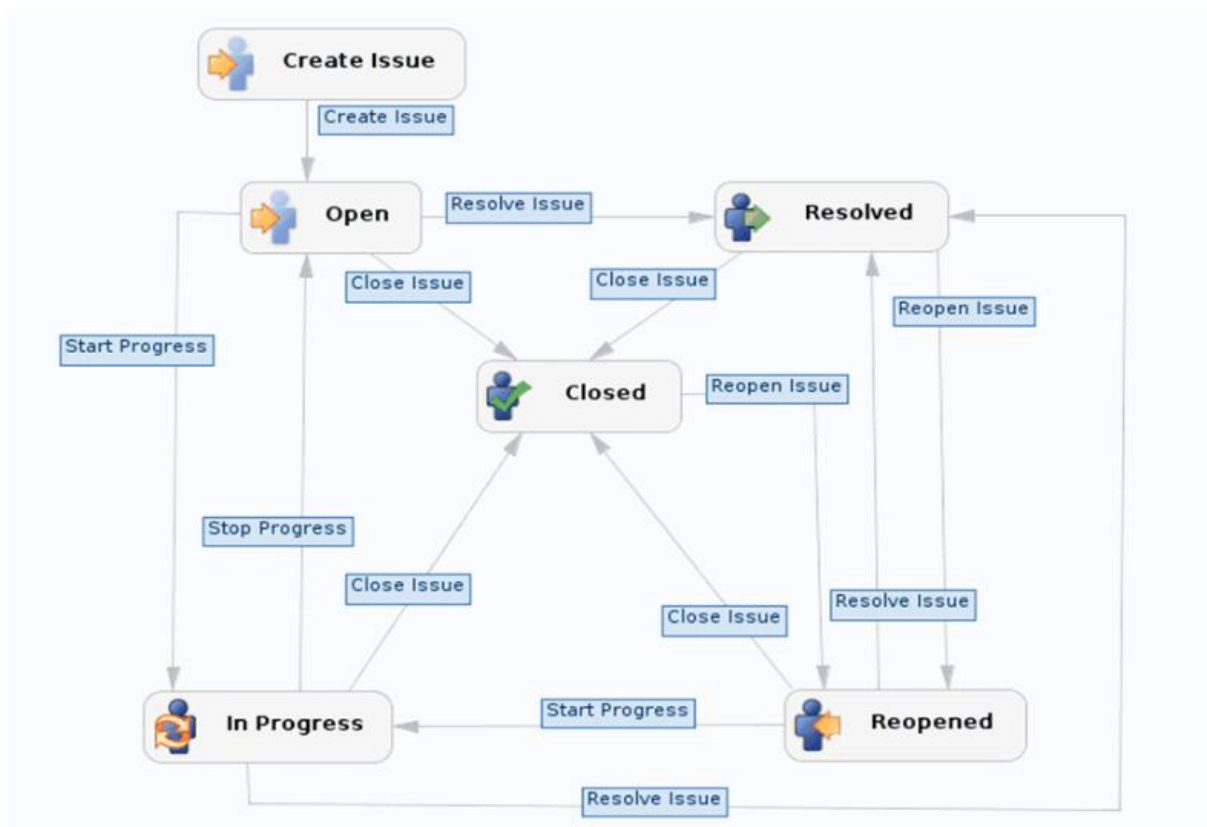 Create Issue
Create Issue
Open
Resolve Issue
Resolved
Close Issue
Close Issue
Reopen Issue
Start Progress
Closed
Reopen Issue
Stop Progress
Close Issue
Close Issue
Resolve Issue
In Progress
Start Progress
Reopened
Resolve Issue